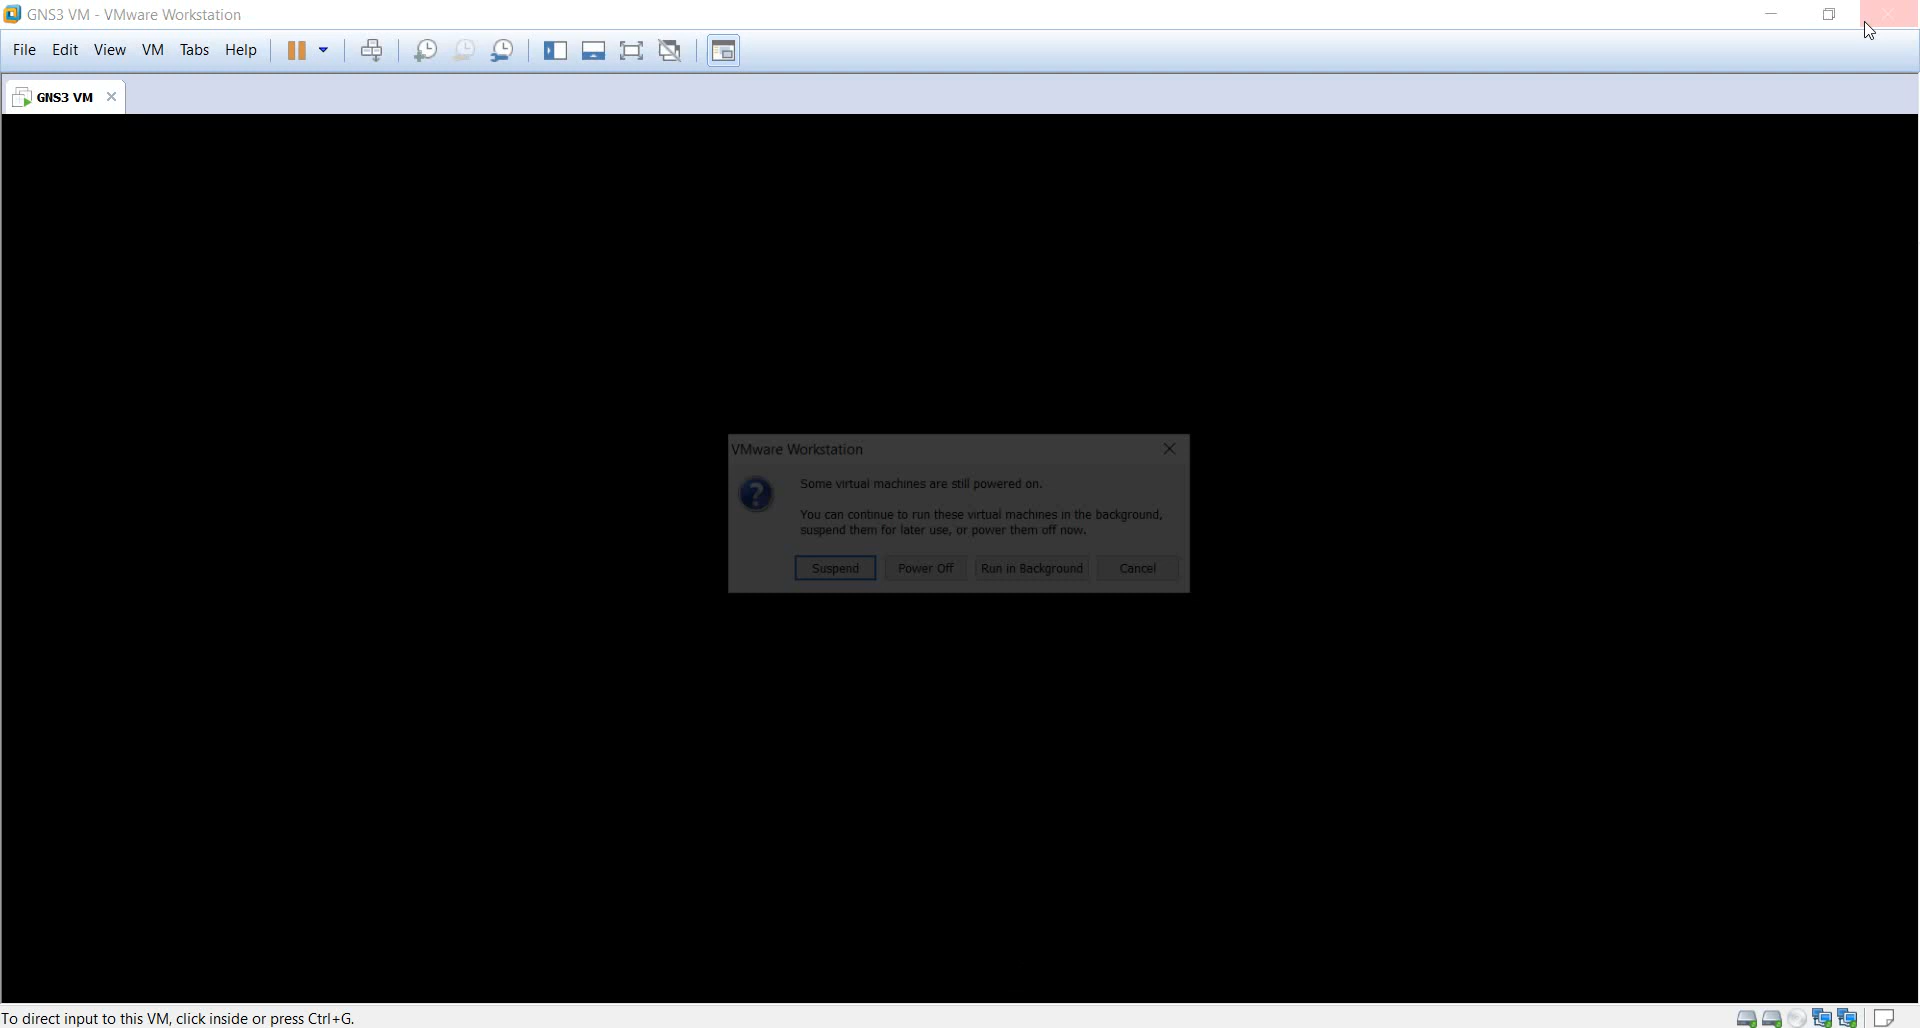 GNS3 VM - VMware Workstation
File Edit View VM Tabs Help
GNS3 VM
VMware Workstation
Some virtual machines are still powered on.
You can continue to run these virtual machines in the background,
suspend them for later use, or power them off now.
Suspend Power Off Run in Background Cancel
To direct input to this VM, click inside or press Ctrl+G.